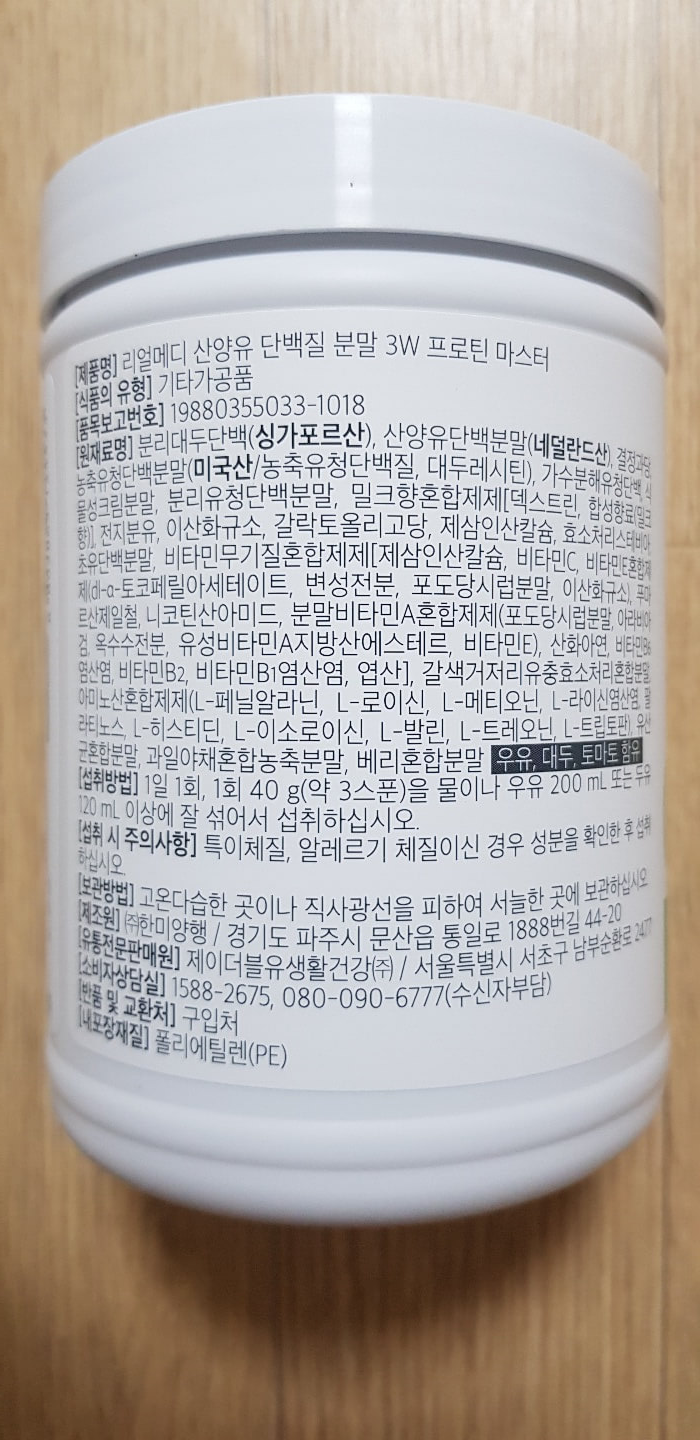 [제품명] 리얼메디 산양유 단백질 분말 3W 프로틴 마스터
[식품의 유형] 기타가공품
[품목보고번호] 19880355033-1018
[원재료명] 분리대두단백(싱가포르산), 산양유단백분말(네덜란드산), 결정과당,
농축유청단백분말(미국산/농축유청단백질, 대두레시틴), 가수분해유청단백, 식
물성크림분말, 분리유청단백분말, 밀크향혼합제제[덱스트린, 합성향료(밀크
향)], 전지분유, 이산화규소, 갈락토올리고당, 제삼인산칼슘, 효소처리스테비아,
초유단백분말, 비타민무기질혼합제제[제삼인산칼슘, 비타민C, 비타민E혼합제
제(dl-α-토코페릴아세테이트, 변성전분, 포도당시럽분말, 이산화규소), 푸마
르산제일철, 니코틴산아미드, 분말비타민A혼합제제(포도당시럽분말, 아라비아
검, 옥수수전분, 유성비타민A지방산에스테르, 비타민E), 산화아연, 비타민B6
염산염, 비타민B2, 비타민B1염산염, 엽산], 갈색거저리유충효소처리혼합분말,
아미노산혼합제제(L-페닐알라닌, L-로이신, L-메티오닌, L-라이신염산염, 팔
라티노스, L-히스티딘, L-이소로이신, L-발린, L-트레오닌, L-트립토판), 유산
균혼합분말, 과일야채혼합농축분말, 베리혼합분말 우유, 대두, 토마토 함유
[섭취방법] 1일 1회, 1회 40 g(약 3스푼)을 물이나 우유 200 mL 또는 두유
120 mL 이상에 잘 섞어서 섭취하십시오.
[섭취 시 주의사항] 특이체질, 알레르기 체질이신 경우 성분을 확인한 후 섭취
하십시오.
[보관방법] 고온다습한 곳이나 직사광선을 피하여 서늘한 곳에 보관하십시오
[제조원] ㈜한미양행 / 경기도 파주시 문산읍 통일로 1888번길 44-20
[유통전문판매원] 제이더블유생활건강㈜ / 서울특별시 서초구 남부순환로 2477
[소비자상담실] 1588-2675, 080-090-6777(수신자부담)
[반품 및 교환처] 구입처
[내포장재질] 폴리에틸렌(PE)